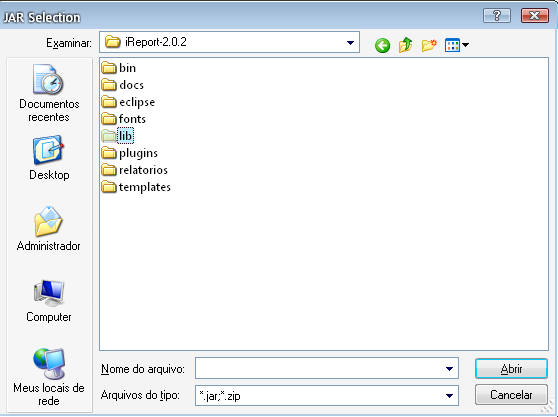 JAR Selection
Examinar:
iReport-2.0.2
Documentos
recentes
Desktop
Administrador
Computer
Meus locais de
rede
bin
docs
eclipse
fonts
lib
plugins
relatorios
templates
Nome do arquivo:
Abrir
Arquivos do tipo:
*.jar;*.zip
Cancelar